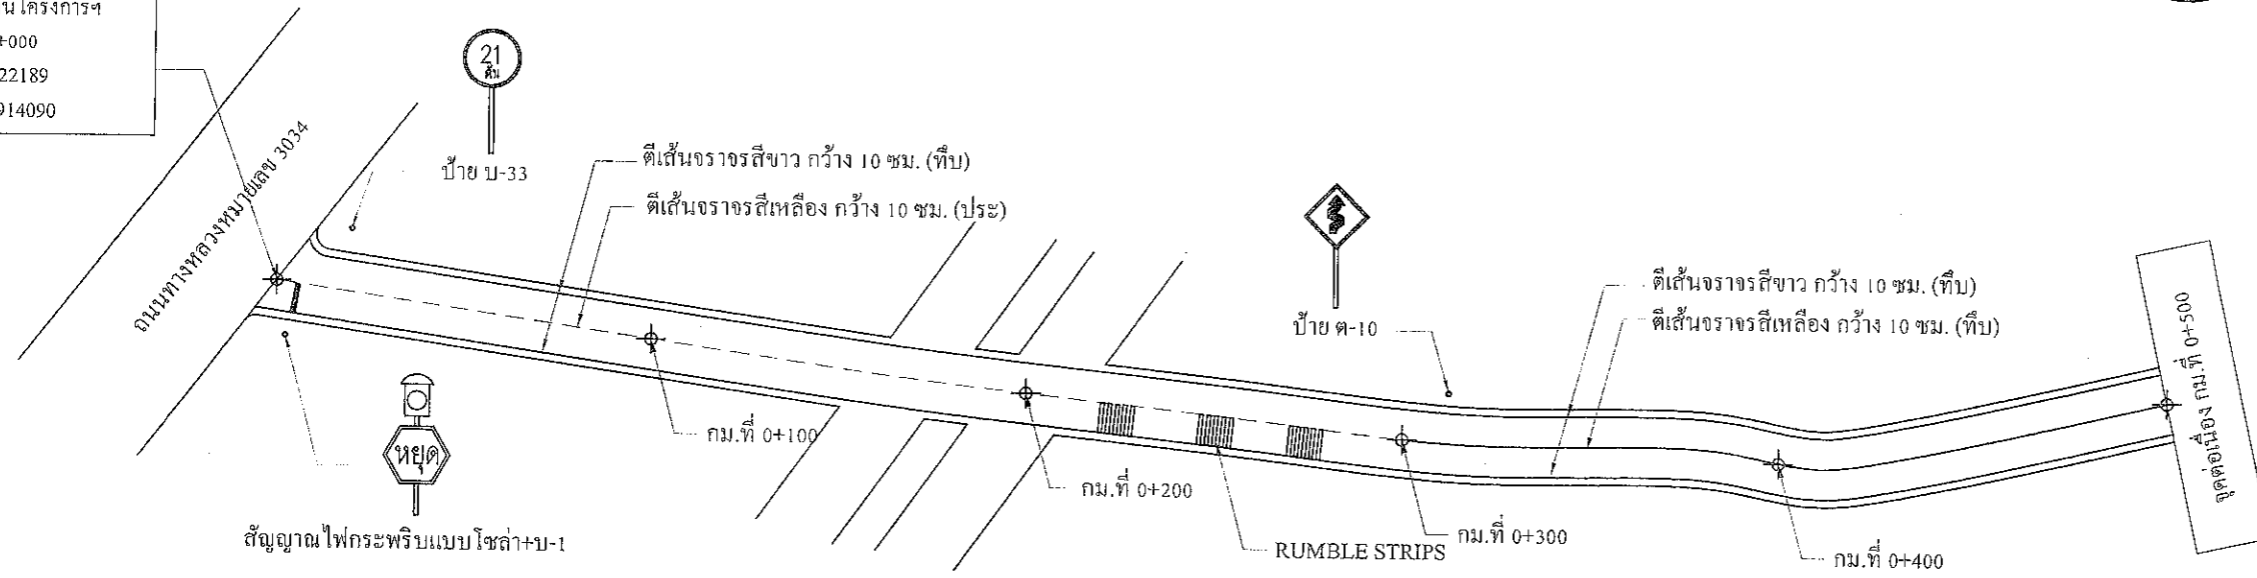 นโครงการฯ
+000
22189
914090
ถนนทางหลวงหมายเลข 3034
21
ตัน
ป้าย บ-33
ตีเส้นจราจรสีขาว กว้าง 10 ซม. (ทึบ)
ตีเส้นจราจรสีเหลือง กว้าง 10 ซม. (ประ)
ป้าย ต-10
ตีเส้นจราจรสีขาว กว้าง 10 ซม. (ทึบ)
ตีเส้นจราจรสีเหลือง กว้าง 10 ซม. (ทึบ)
จุดต่อเนื่อง กม.ที่ 0+500
หยุด
สัญญาณไฟกระพริบแบบโซล่า+บ-1
กม.ที่ 0+100
กม.ที่ 0+200
RUMBLE STRIPS
กม.ที่ 0+300
กม.ที่ 0+400